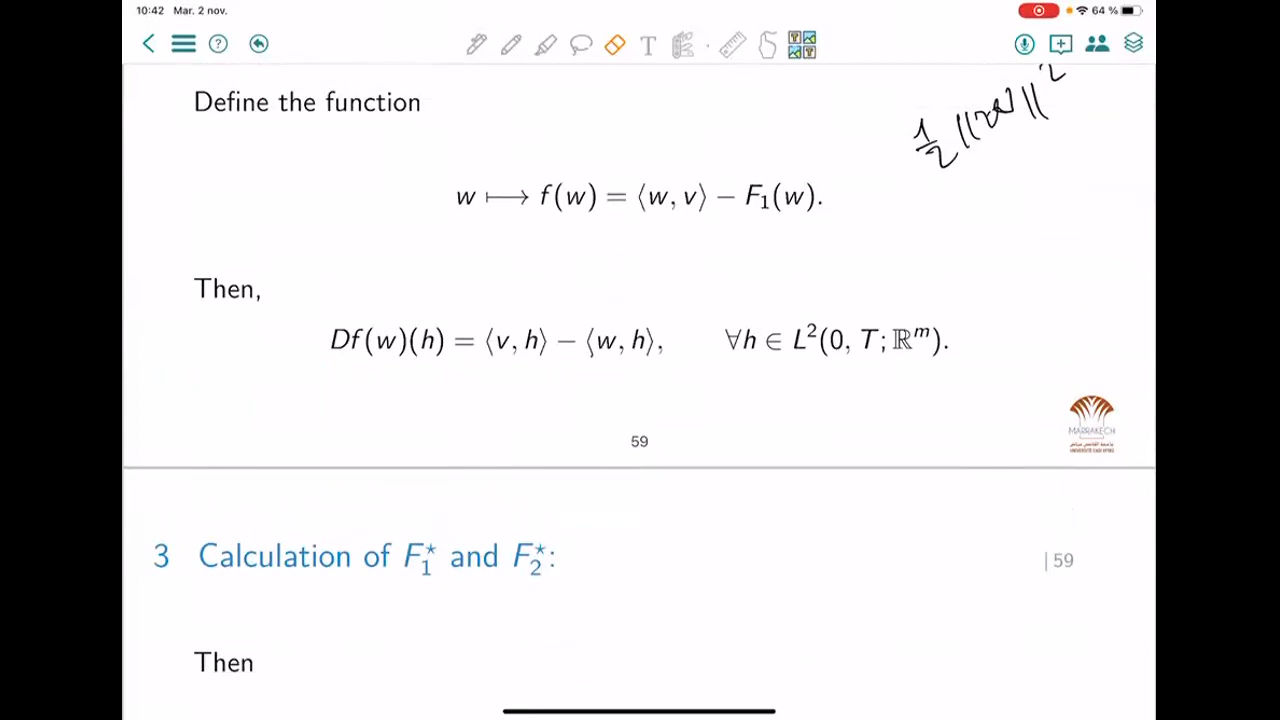 10:42 Mar. 2 nov. 64 %
Define the function
1/2 ||w||²
w ⟼ f(w) = ⟨w, v⟩ − F₁(w).
Then,
Df(w)(h) = ⟨v, h⟩ − ⟨w, h⟩, ∀h ∈ L²(0, T; ℝᵐ).
MARRAKECH
59
3 Calculation of F₁* and F₂*:
| 59
Then